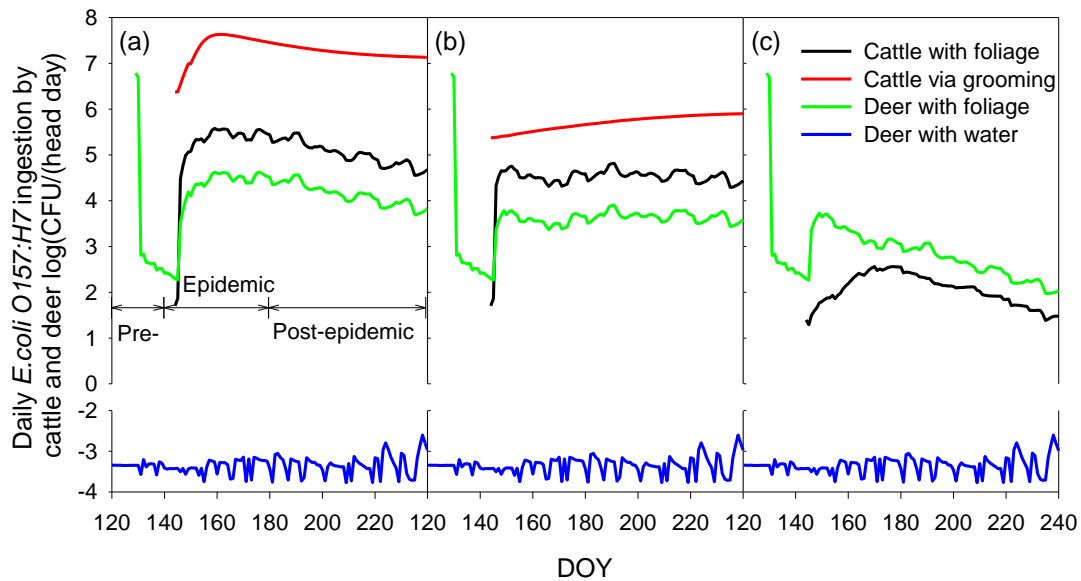 Daily E.coli O157:H7 ingestion by
cattle and deer log(CFU/(head day)
8
7
6
5
4
3
2
1
0
-2
-3
-4
(a)
(b)
(c)
Cattle with foliage
Cattle via grooming
Deer with foliage
Deer with water
Epidemic
Pre-
Post-epidemic
120 140 160 180 200 220 120 140 160 180 200 220 120 140 160 180 200 220 240
DOY